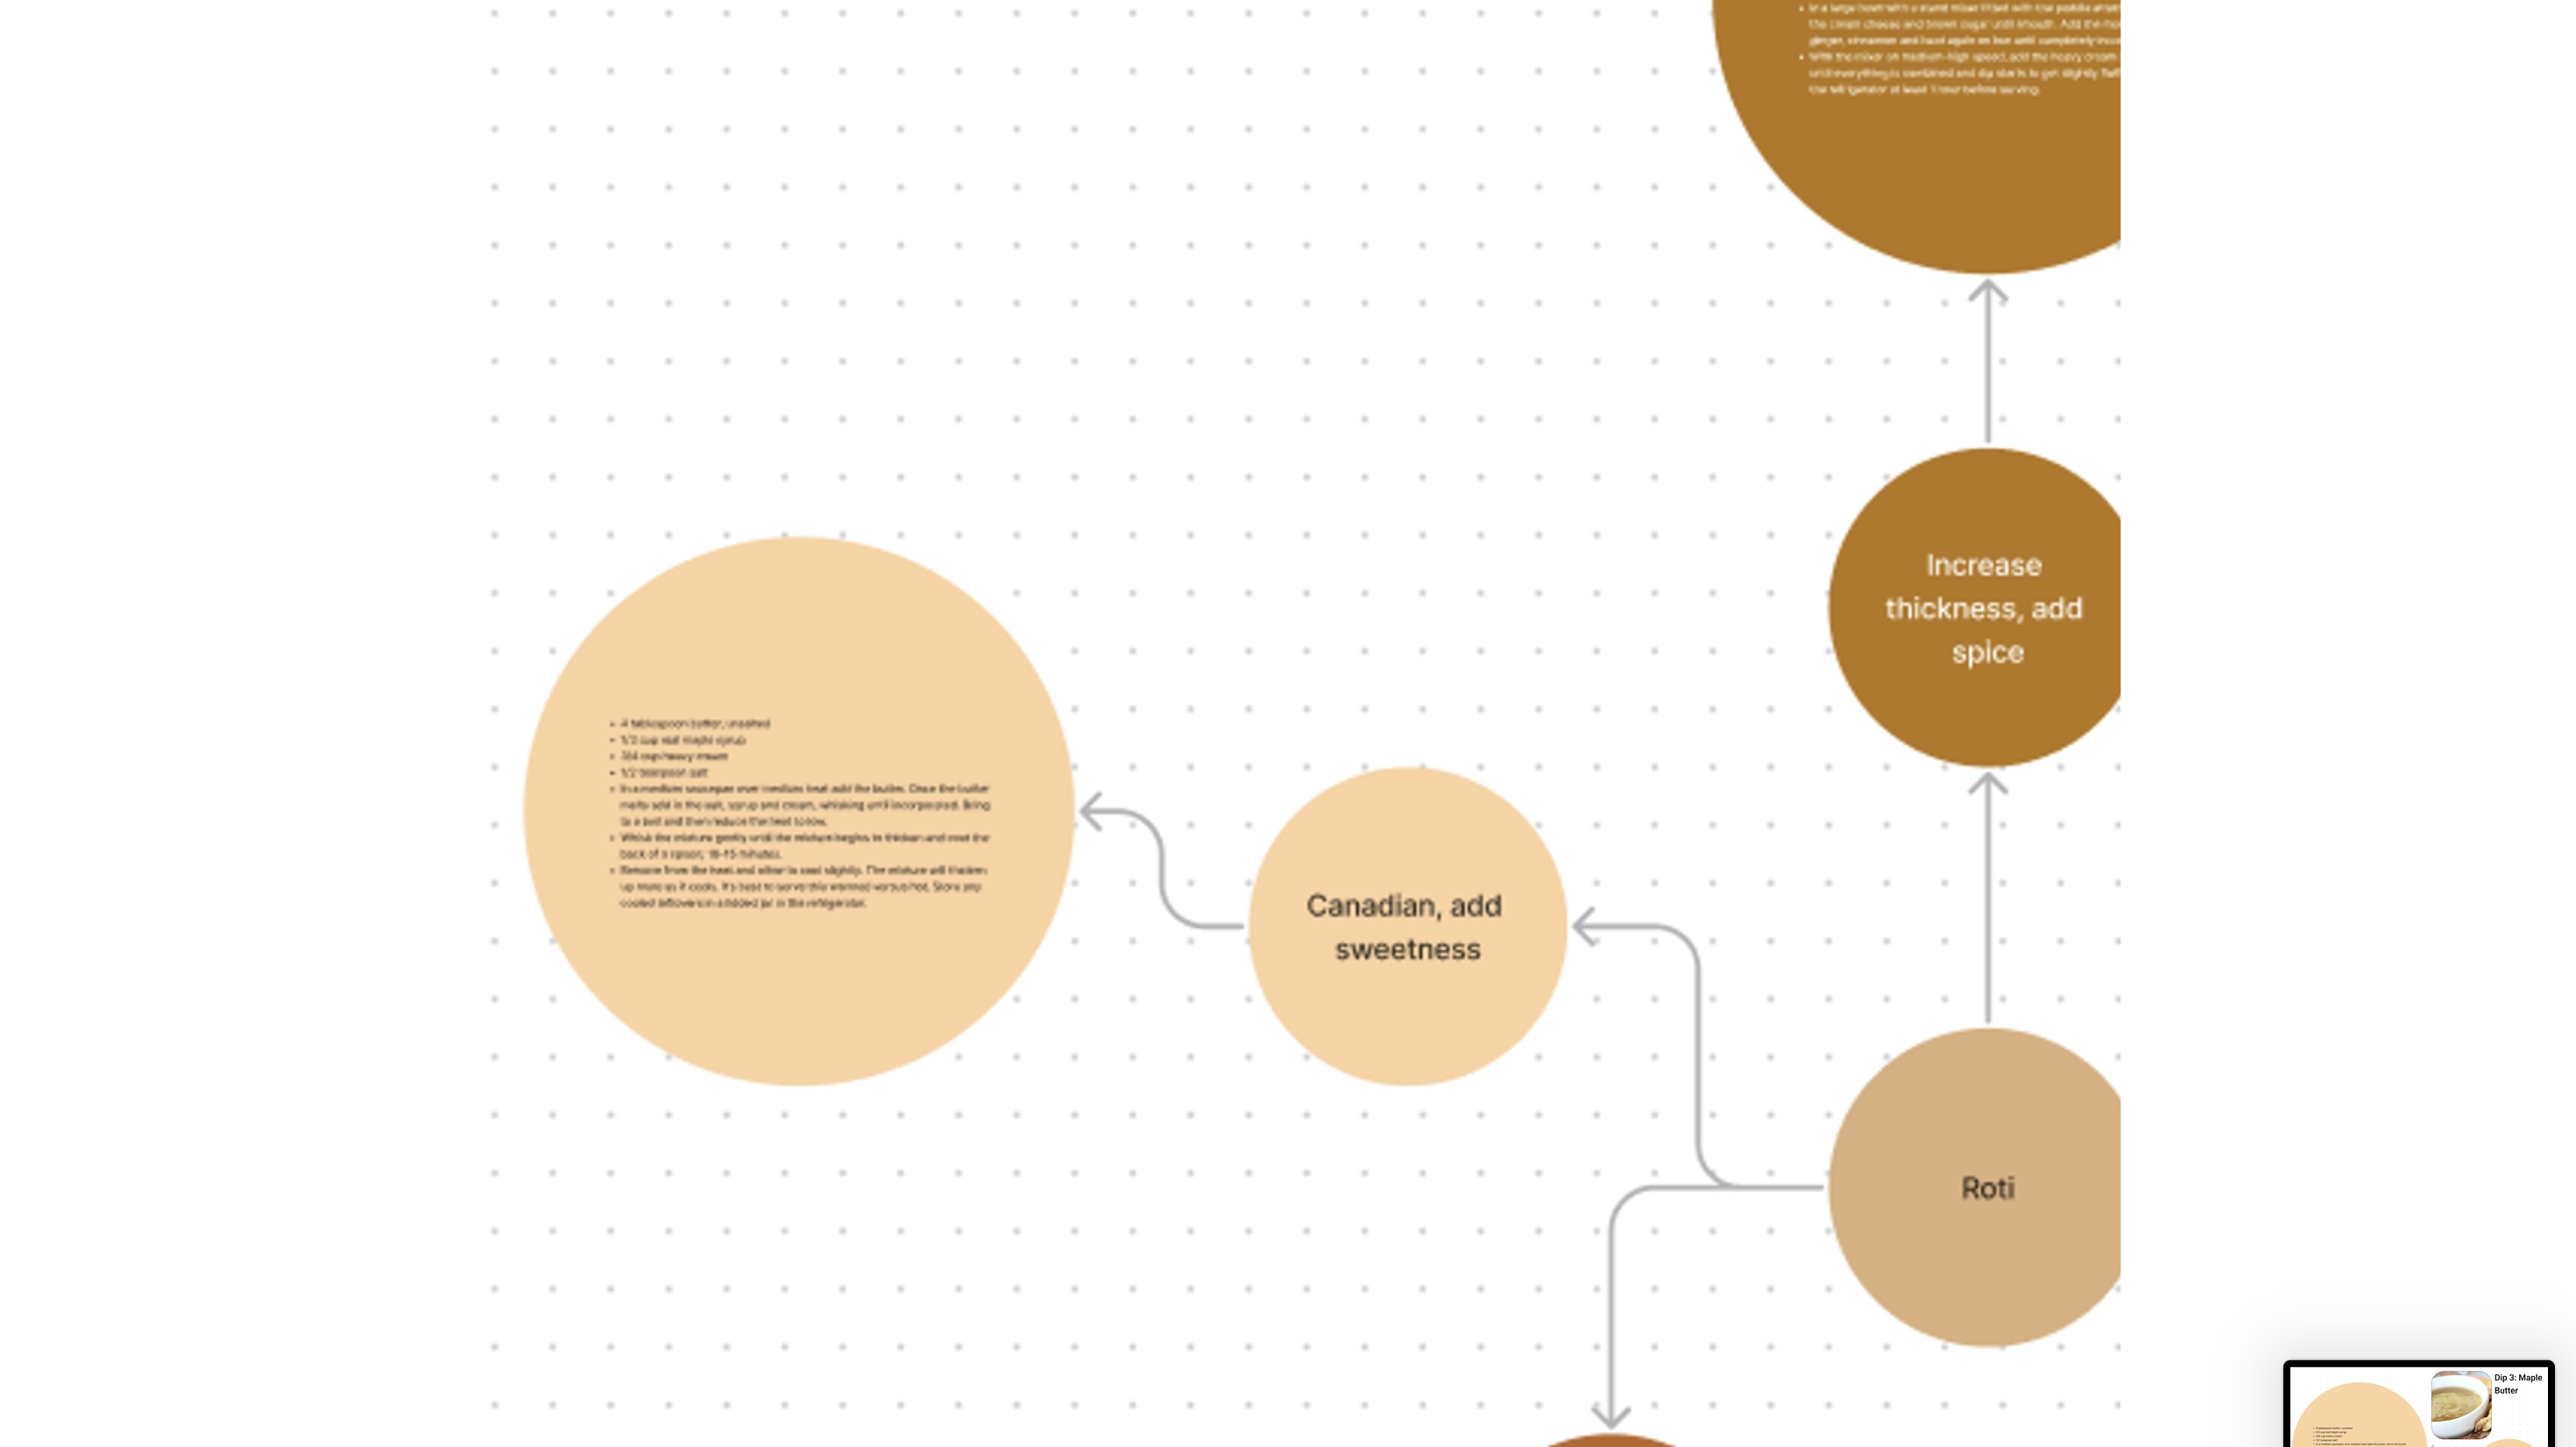 • In a large bowl with a stand mixer fitted with the paddle
the cream cheese and brown sugar until smooth. Add the
ginger, cinnamon and beat again on low until completely
• With the mixer on medium-high speed, add the heavy cream
until everything is combined and dip starts to get slightly
the refrigerator at least 1 hour before serving.
Increase
thickness, add
spice
• 4 tablespoon butter, unsalted
• 1/2 cup real maple syrup
• 3/4 cup heavy cream
• 1/2 teaspoon salt
• In a medium saucepan over medium heat add the butter. Once the butter
melts add in the salt, syrup and cream, whisking until incorporated. Bring
to a boil and then reduce the heat to low.
• Whisk the mixture gently until the mixture begins to thicken and coat the
back of a spoon, 10-15 minutes.
• Remove from the heat and allow to cool slightly. The mixture will thicken
up more as it cools. It's best to serve this warmed versus hot. Store any
cooled leftovers in a lidded jar in the refrigerator.
Canadian, add
sweetness
Roti
Dip 3: Maple
Butter